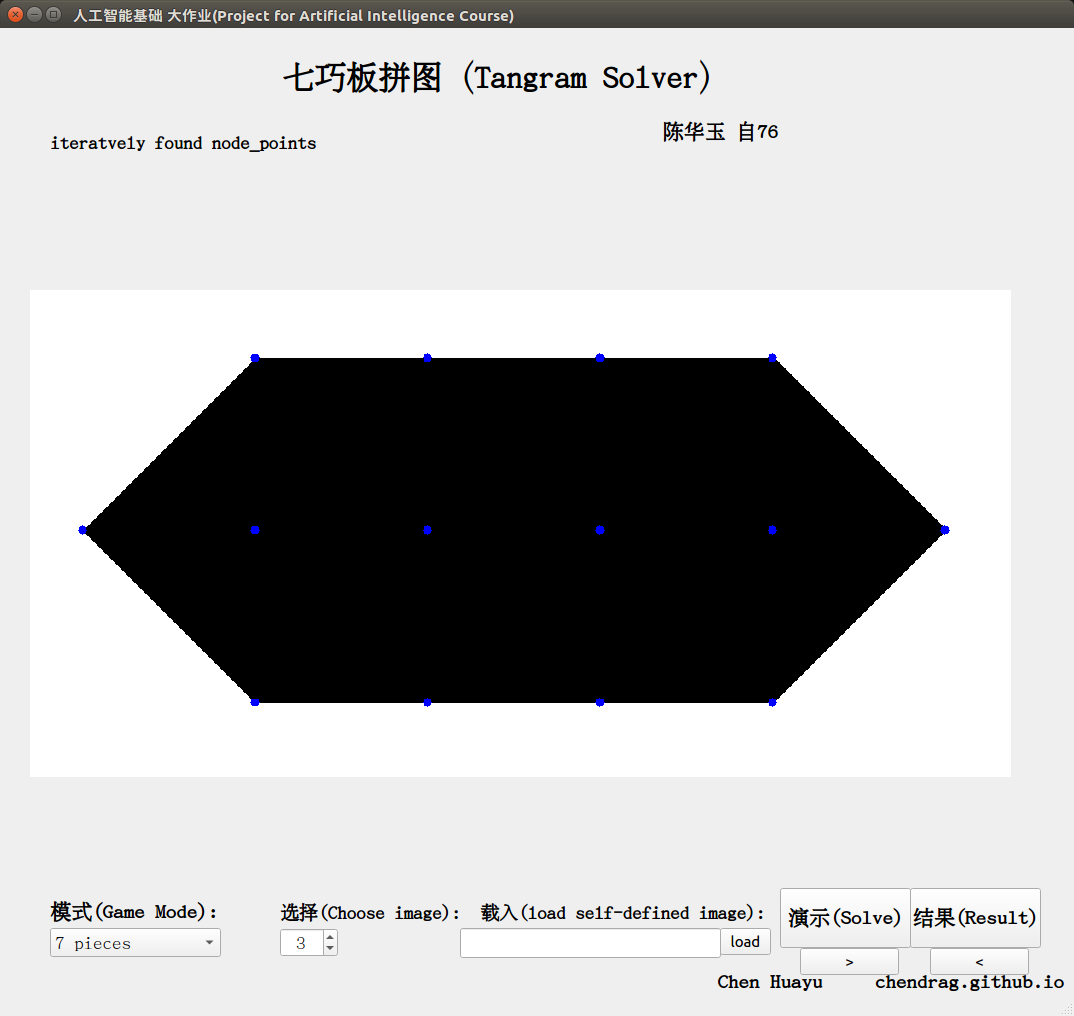 人工智能基础 大作业(Project for Artificial Intelligence Course)
七巧板拼图 (Tangram Solver)
陈华玉 自76
iteratvely found node_points
模式(Game Mode):
选择(Choose image):
载入(load self-defined image):
演示(Solve)
结果(Result)
7 pieces
3
load
>
<
Chen Huayu
chendrag.github.io